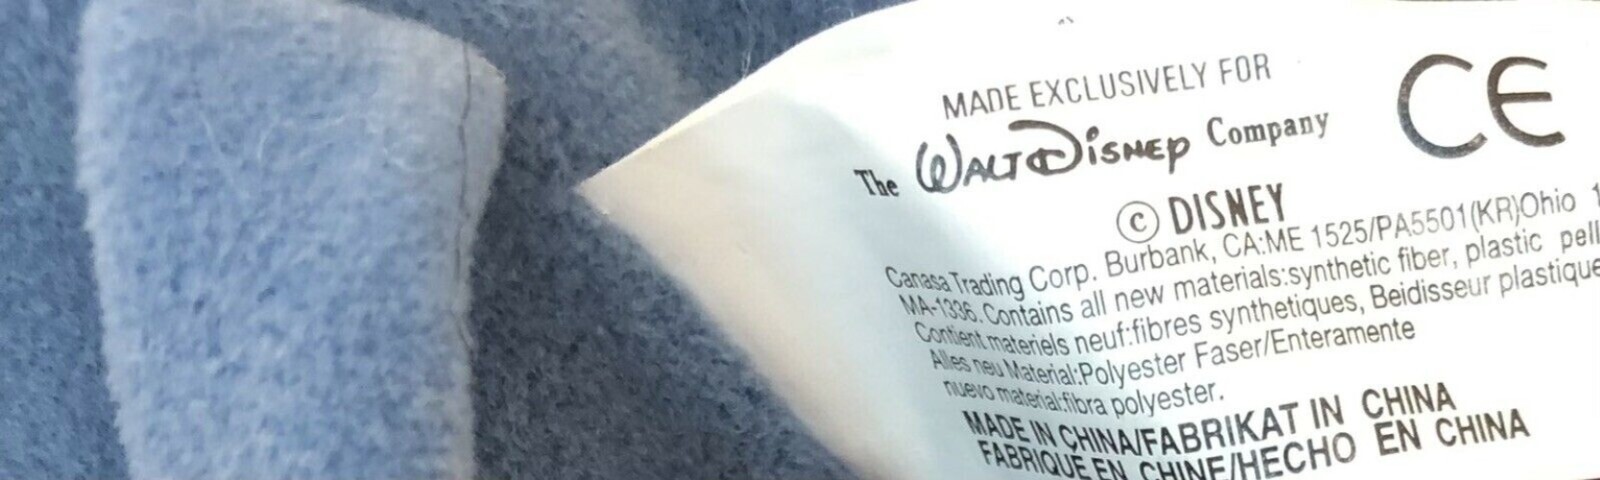 MADE EXCLUSIVELY FOR
The WALT DISNEY Company
CE
© DISNEY
Canasa Trading Corp. Burbank, CA:ME 1525/PA5501(KR)Ohio 1
MA-1336.Contains all new materials:synthetic fiber, plastic pell
Contient materiels neuf:fibres synthetiques, Beidisseur plastique
Alles neu Material:Polyester Faser/Enteramente
nuevo material:fibra polyester.
MADE IN CHINA/FABRIKAT IN CHINA
FABRIQUE EN CHINE/HECHO EN CHINA